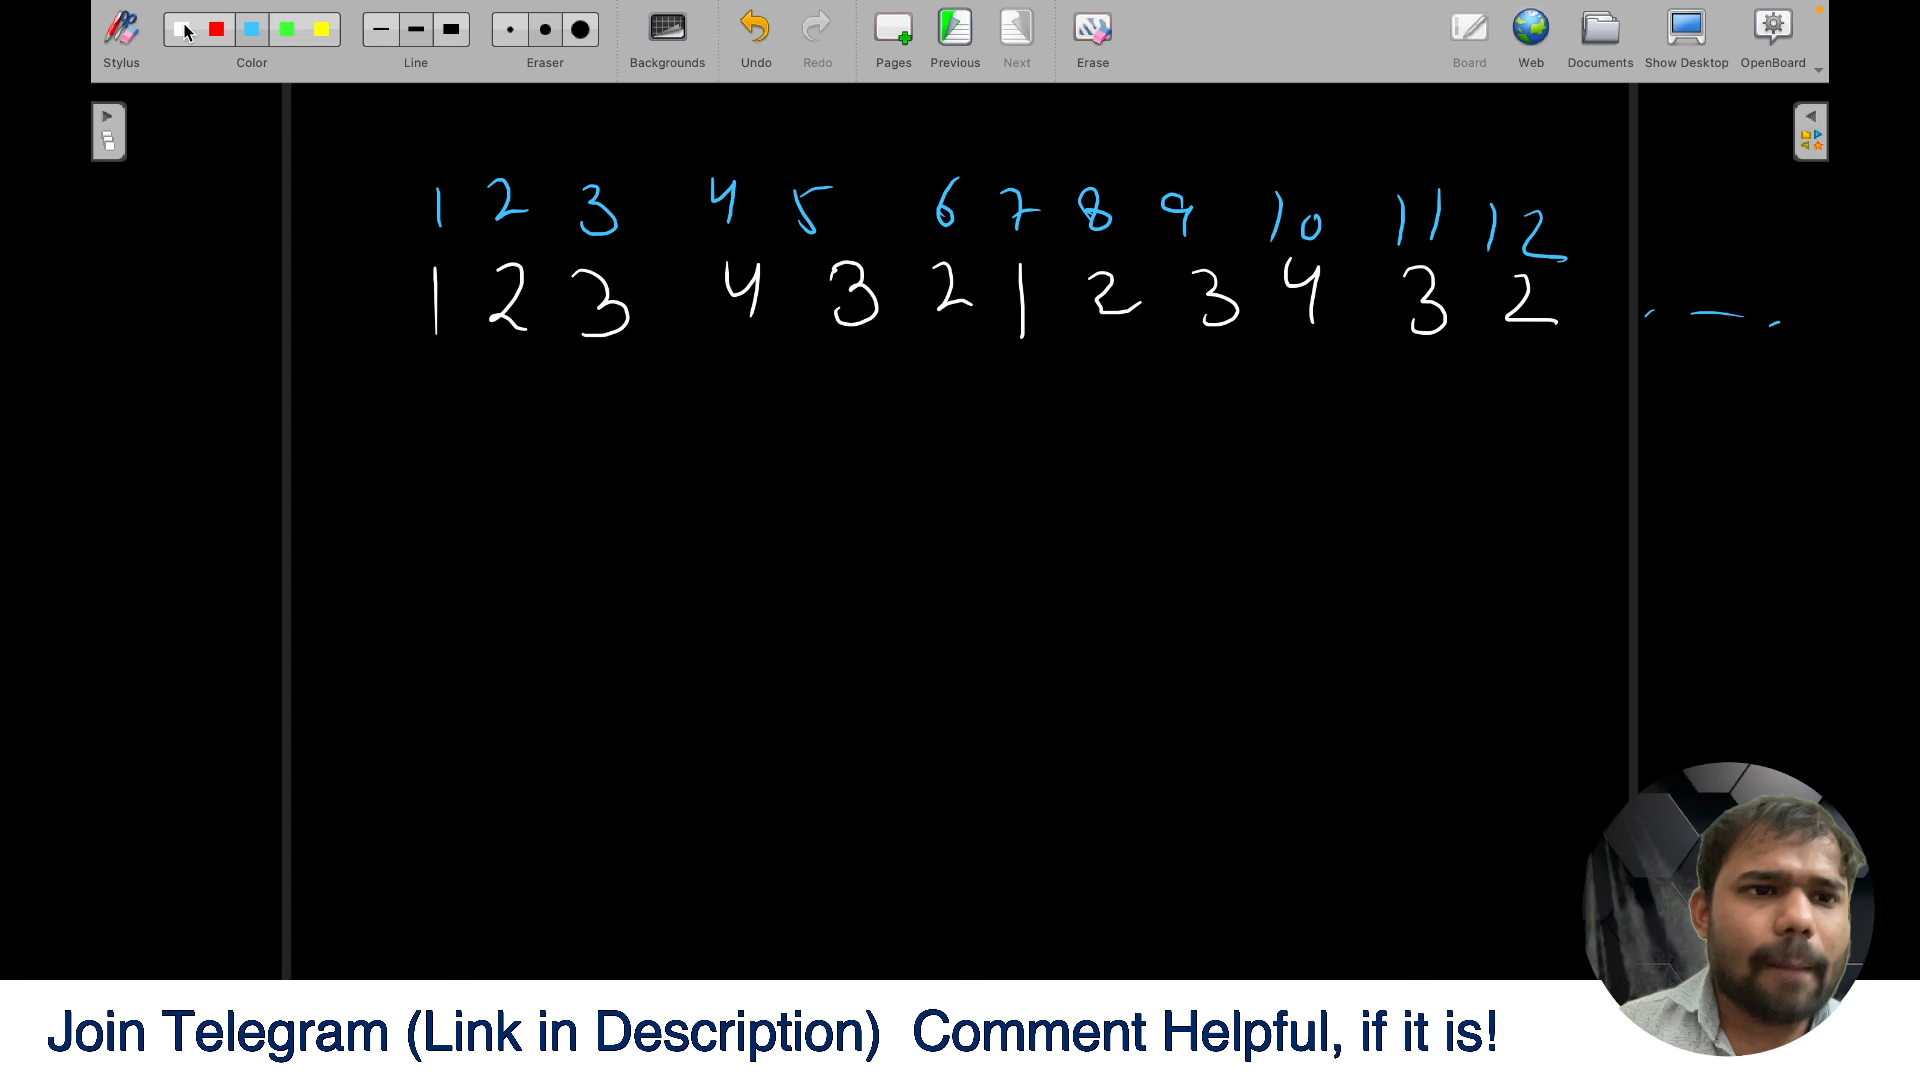 Stylus Color Line Eraser Backgrounds Undo Redo Pages Previous Next Erase Board Web Documents Show Desktop OpenBoard
1 2 3 4 5 6 7 8 9 10 11 12
1 2 3 4 3 2 1 2 3 4 3 2 . — .
Join Telegram (Link in Description) Comment Helpful, if it is!